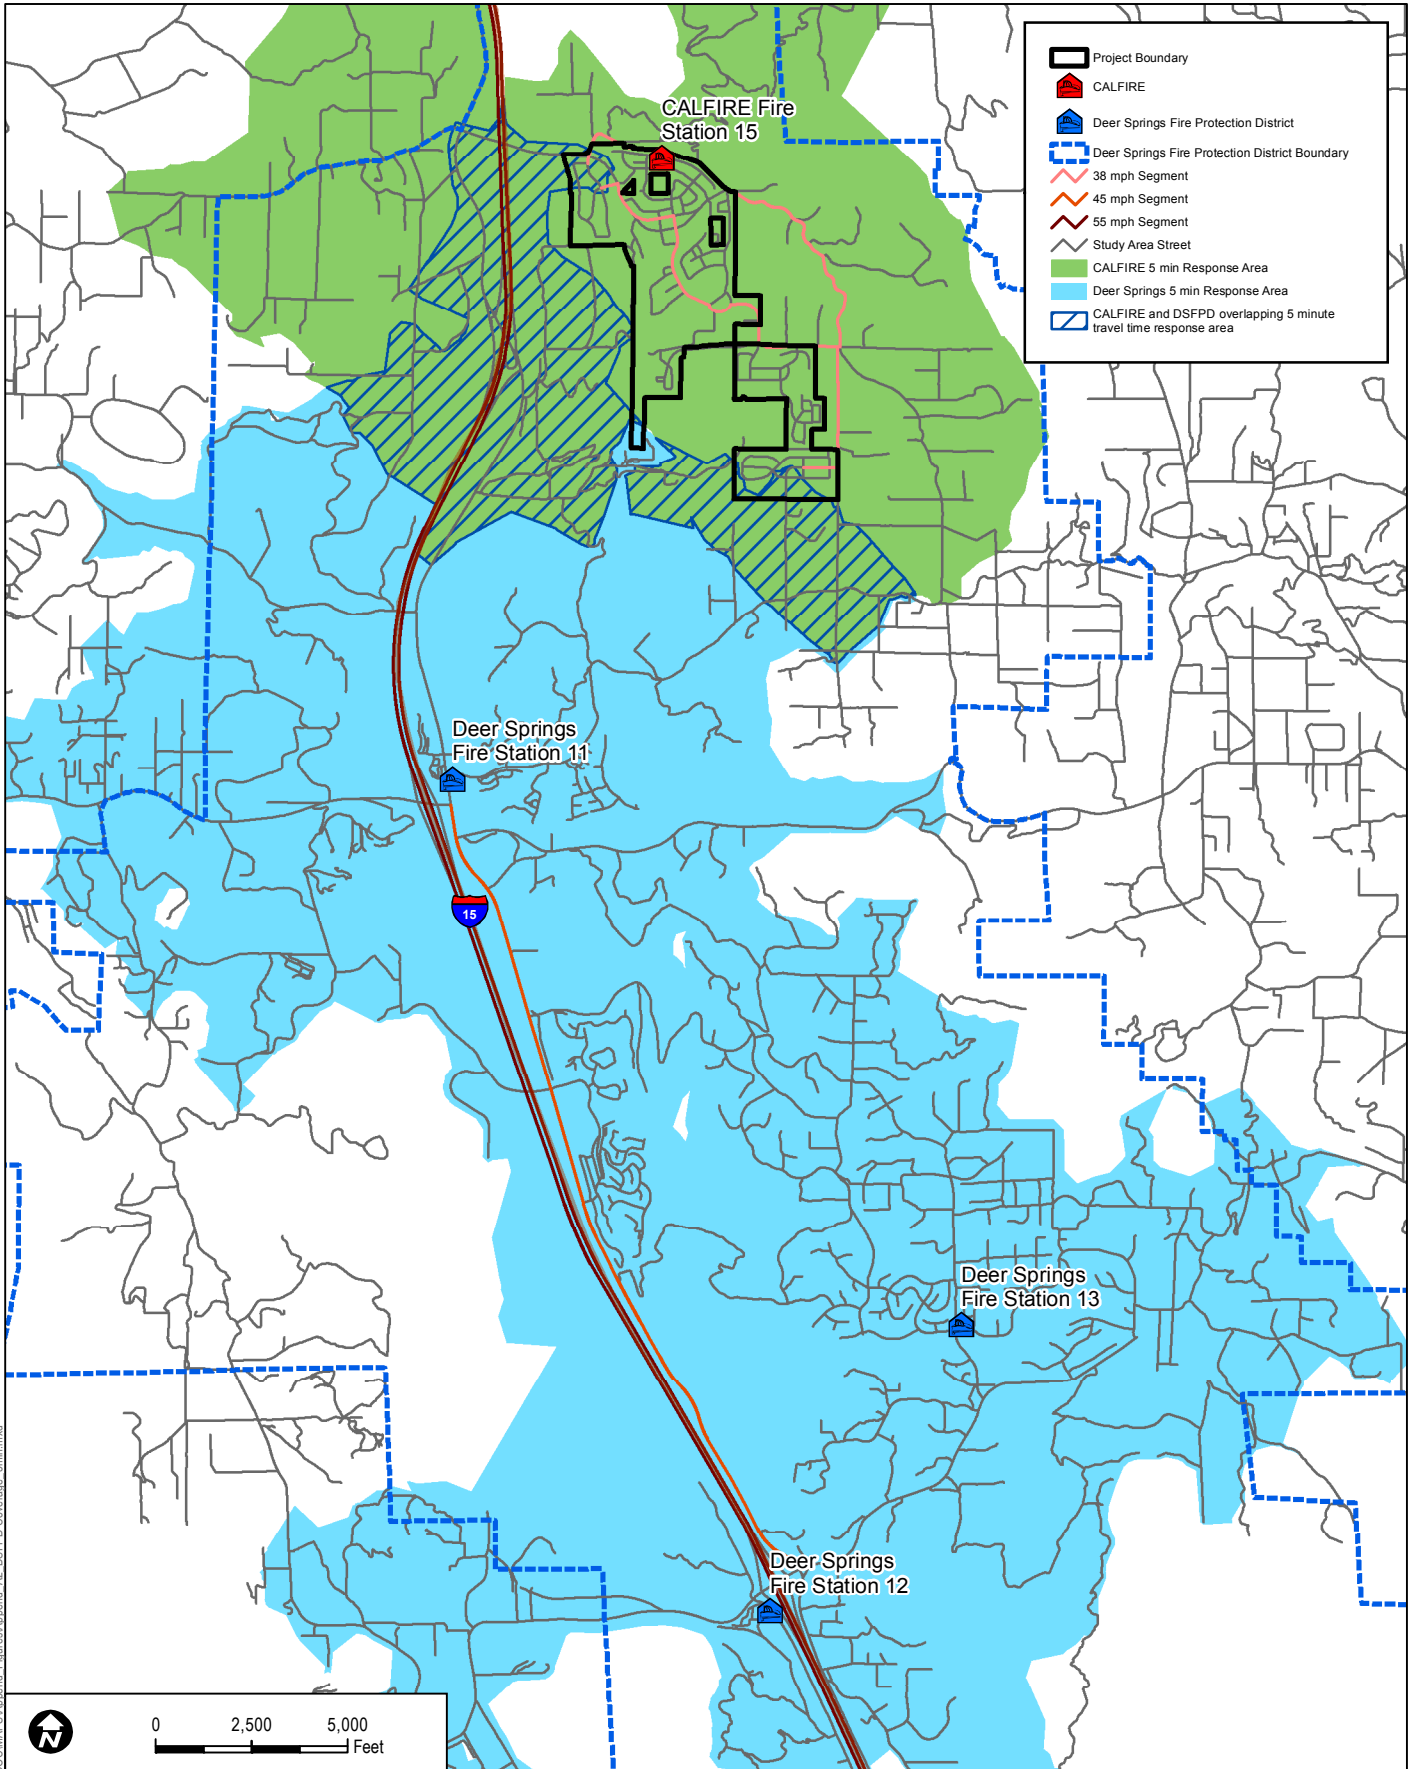 Project Boundary
CALFIRE
Deer Springs Fire Protection District
Deer Springs Fire Protection District Boundary
38 mph Segment
45 mph Segment
55 mph Segment
Study Area Street
CALFIRE 5 min Response Area
Deer Springs 5 min Response Area
CALFIRE and DSFPD overlapping 5 minute
travel time response area
CALFIRE Fire
Station 15
Deer Springs
Fire Station 11
15
Deer Springs
Fire Station 13
Deer Springs
Fire Station 12
N
0 2,500 5,000
Feet